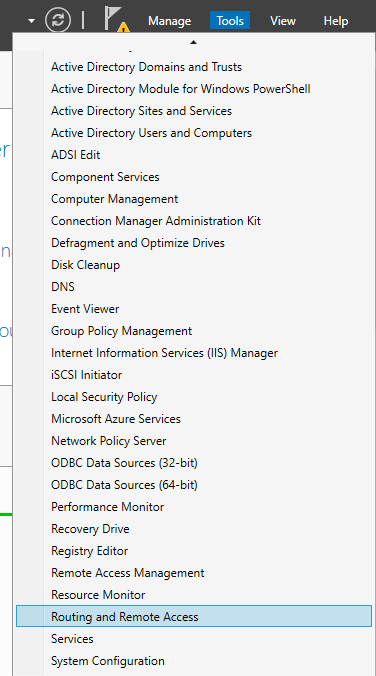 Manage Tools View Help
Active Directory Domains and Trusts
Active Directory Module for Windows PowerShell
Active Directory Sites and Services
Active Directory Users and Computers
ADSI Edit
Component Services
Computer Management
Connection Manager Administration Kit
Defragment and Optimize Drives
Disk Cleanup
DNS
Event Viewer
Group Policy Management
Internet Information Services (IIS) Manager
iSCSI Initiator
Local Security Policy
Microsoft Azure Services
Network Policy Server
ODBC Data Sources (32-bit)
ODBC Data Sources (64-bit)
Performance Monitor
Recovery Drive
Registry Editor
Remote Access Management
Resource Monitor
Routing and Remote Access
Services
System Configuration